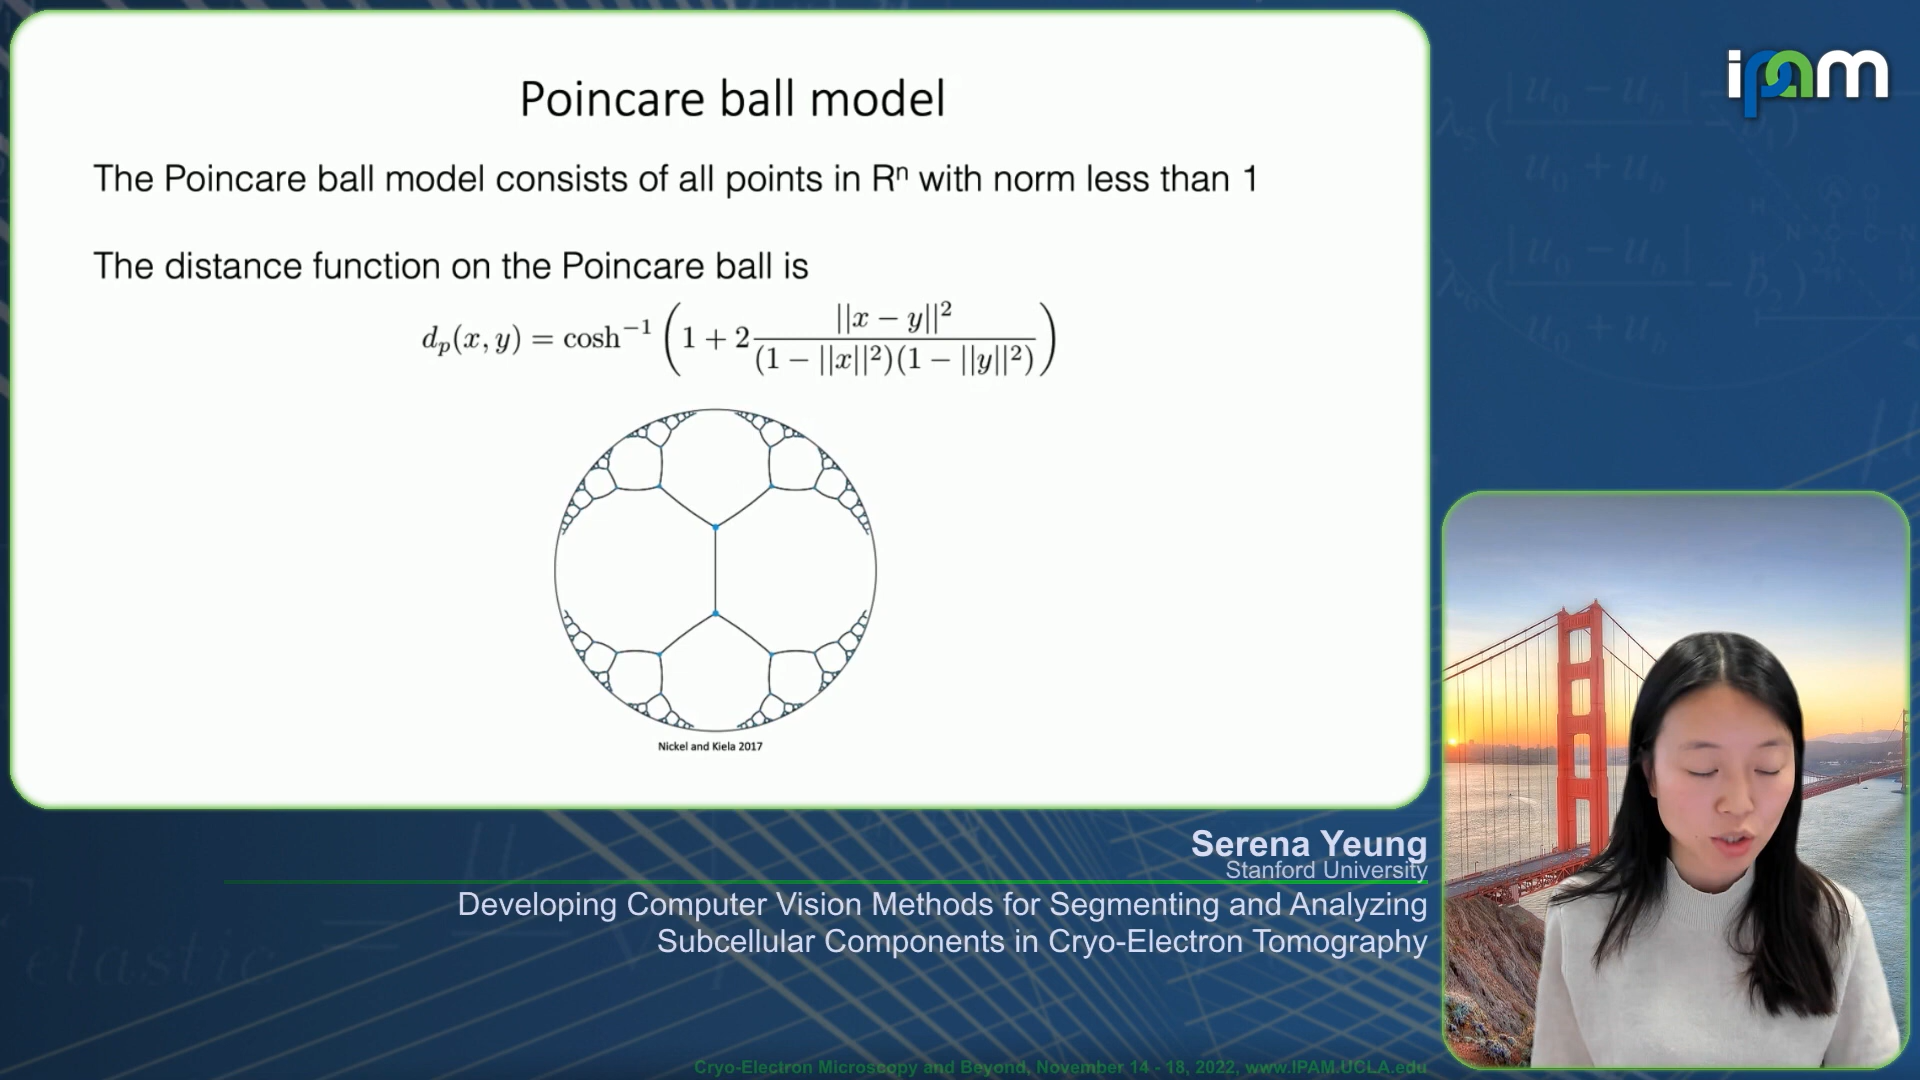 Poincare ball model
The Poincare ball model consists of all points in Rⁿ with norm less than 1
The distance function on the Poincare ball is
d_p(x, y) = cosh⁻¹ (1 + 2 ||x − y||² / (1 − ||x||²)(1 − ||y||²))
Nickel and Kiela 2017
ipam
Serena Yeung
Stanford University
Developing Computer Vision Methods for Segmenting and Analyzing
Subcellular Components in Cryo-Electron Tomography
Cryo-Electron Microscopy and Beyond, November 14 - 18, 2022, www.IPAM.UCLA.edu
elastic